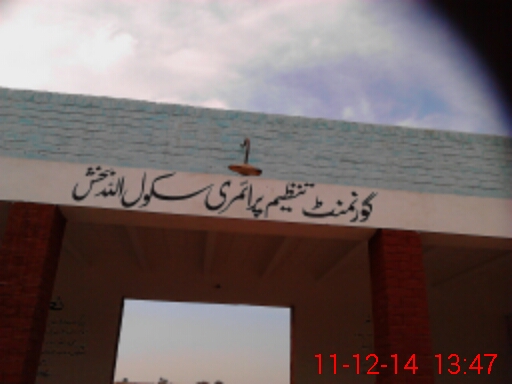 گورنمنٹ تنظیم پرائمری سکول اللہ بخش
11-12-14 13:47